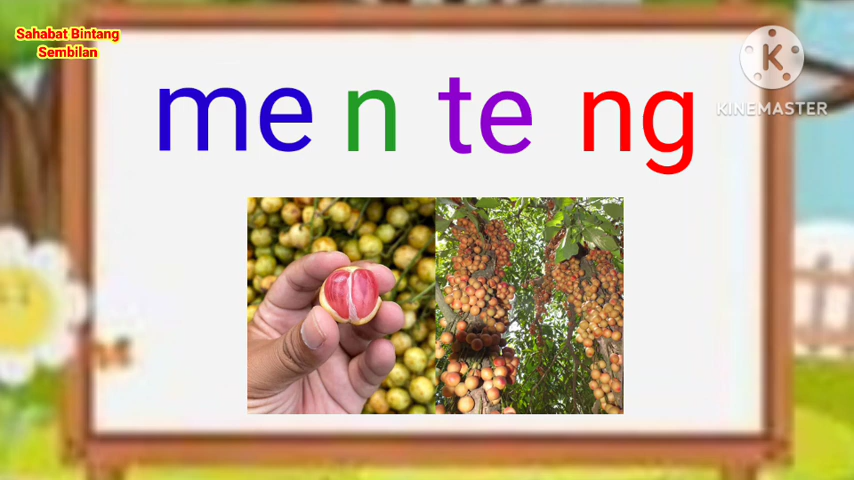 Sahabat Bintang
Sembilan
K
KINEMASTER
me n te ng